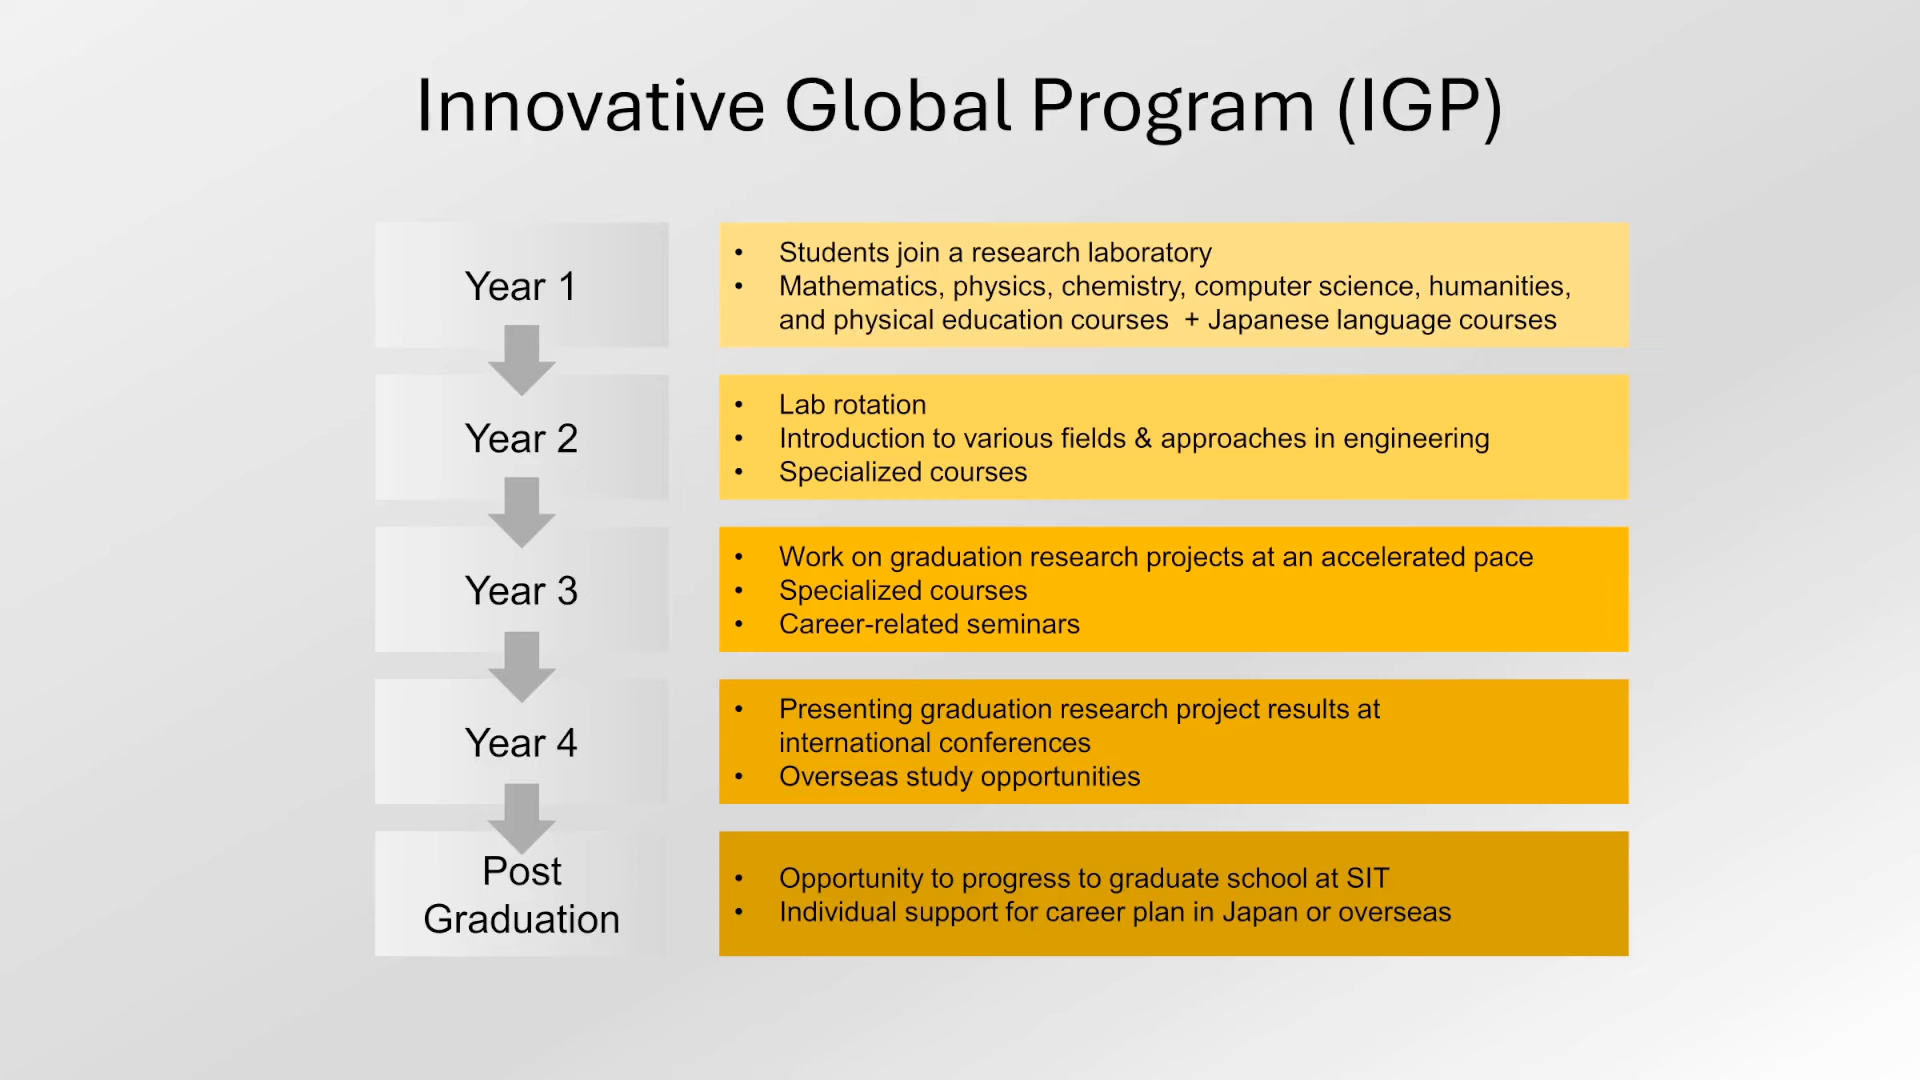 Innovative Global Program (IGP)
Year 1
• Students join a research laboratory
• Mathematics, physics, chemistry, computer science, humanities,
and physical education courses + Japanese language courses
Year 2
• Lab rotation
• Introduction to various fields & approaches in engineering
• Specialized courses
Year 3
• Work on graduation research projects at an accelerated pace
• Specialized courses
• Career-related seminars
Year 4
• Presenting graduation research project results at
international conferences
• Overseas study opportunities
Post
Graduation
• Opportunity to progress to graduate school at SIT
• Individual support for career plan in Japan or overseas